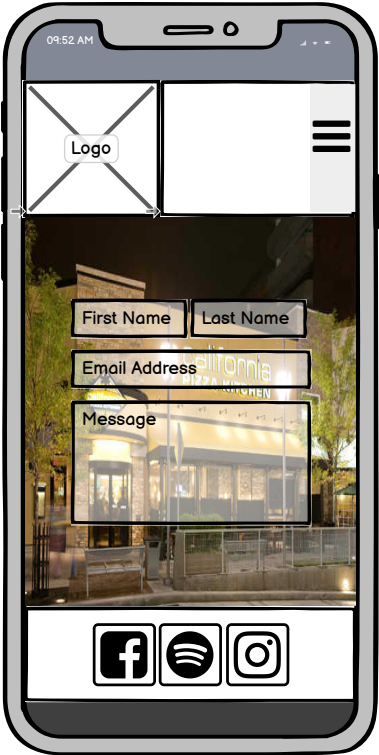 09:52 AM
Logo
First Name
Last Name
Email Address
California
PIZZA KITCHEN
Message